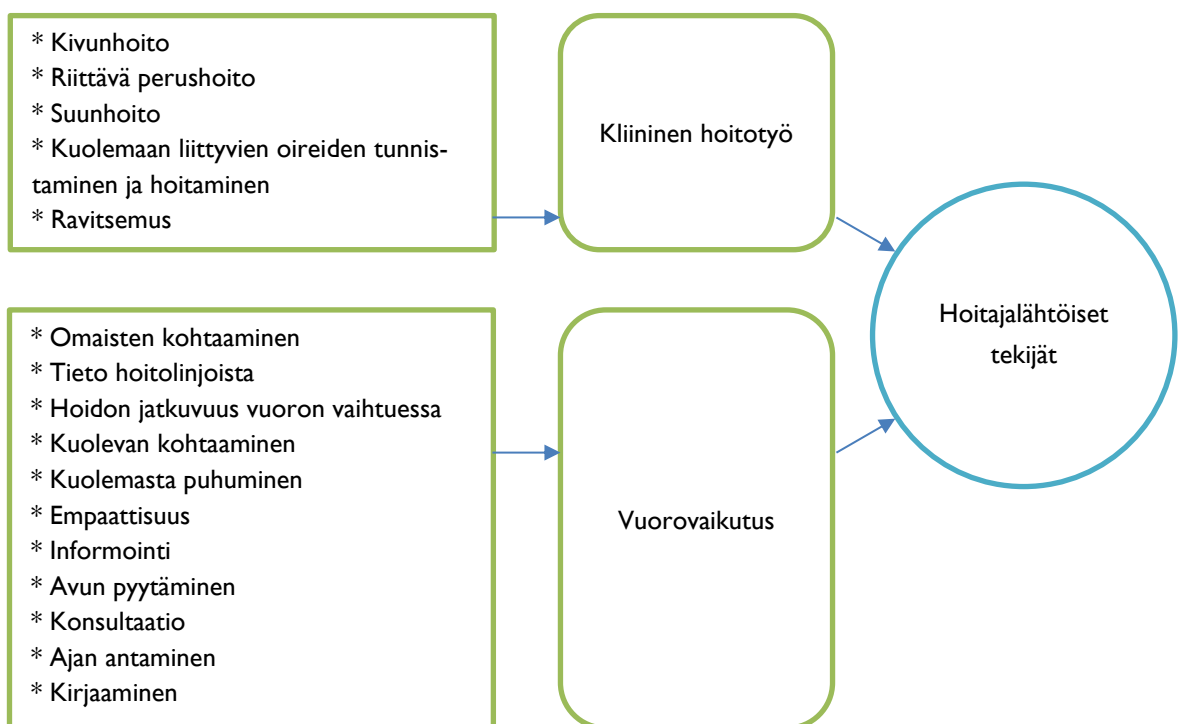 * Kivunhoito
* Riittävä perushoito
* Suunhoito
* Kuolemaan liittyvien oireiden tunnis-
taminen ja hoitaminen
* Ravitsemus
Kliininen hoitotyö
* Omaisten kohtaaminen
* Tieto hoitolinjoista
* Hoidon jatkuvuus vuoron vaihtuessa
* Kuolevan kohtaaminen
* Kuolemasta puhuminen
* Empaattisuus
* Informointi
* Avun pyytäminen
* Konsultaatio
* Ajan antaminen
* Kirjaaminen
Vuorovaikutus
Hoitajalähtöiset
tekijät